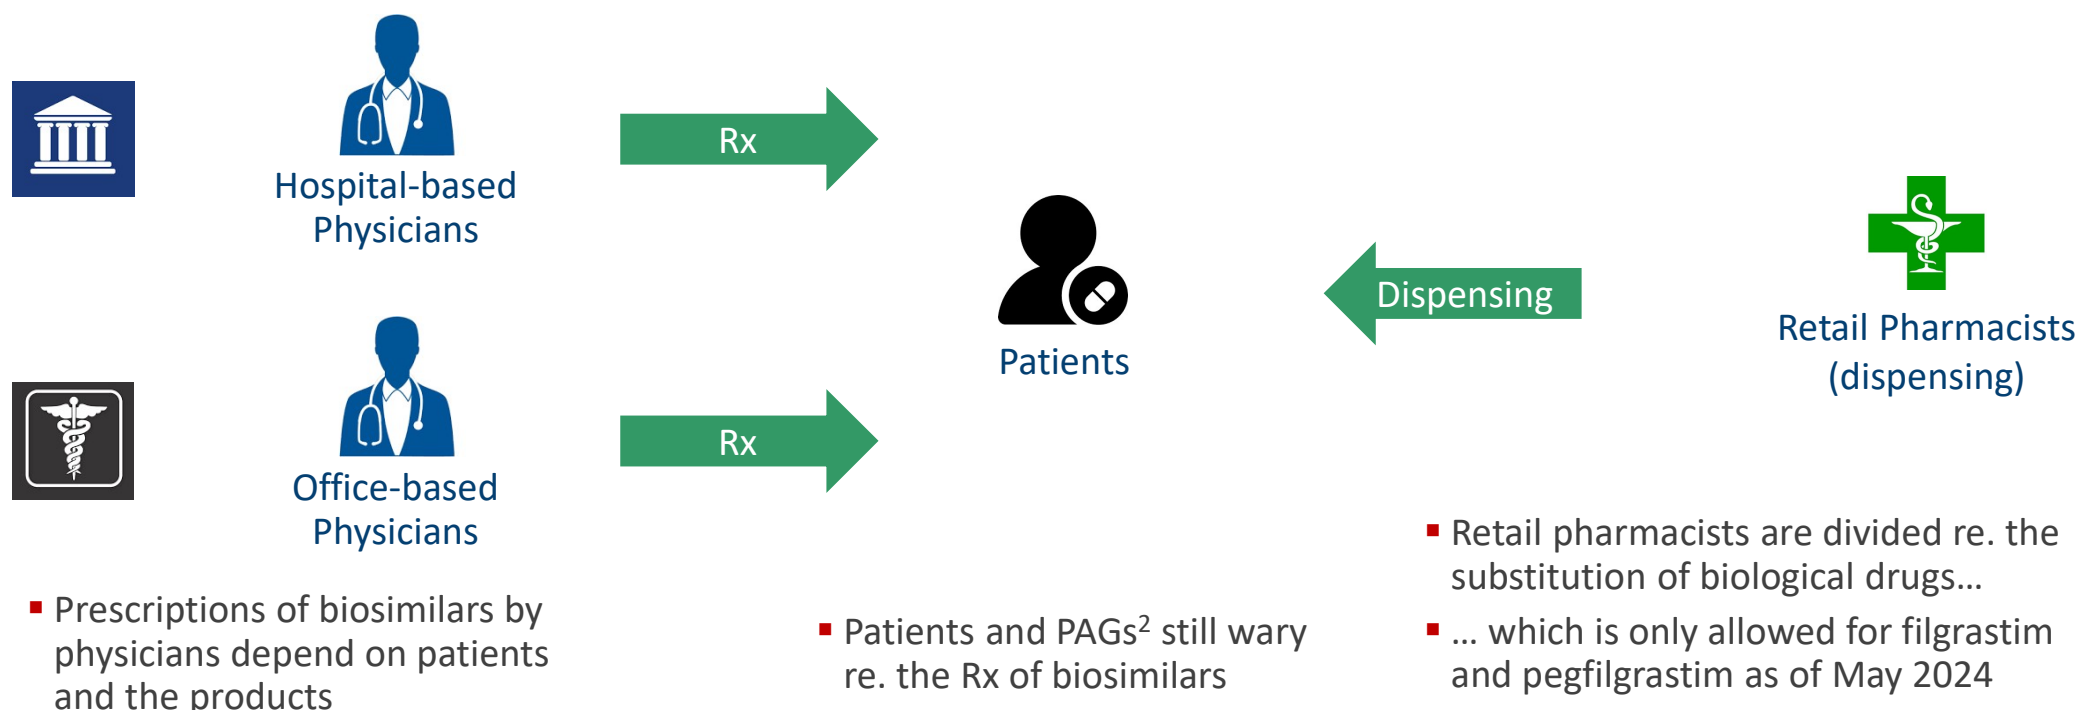 Hospital-based
Physicians
Rx
Office-based
Physicians
Rx
▪ Prescriptions of biosimilars by
physicians depend on patients
and the products
Patients
▪ Patients and PAGs² still wary
re. the Rx of biosimilars
Dispensing
Retail Pharmacists
(dispensing)
▪ Retail pharmacists are divided re. the
substitution of biological drugs…
▪ … which is only allowed for filgrastim
and pegfilgrastim as of May 2024